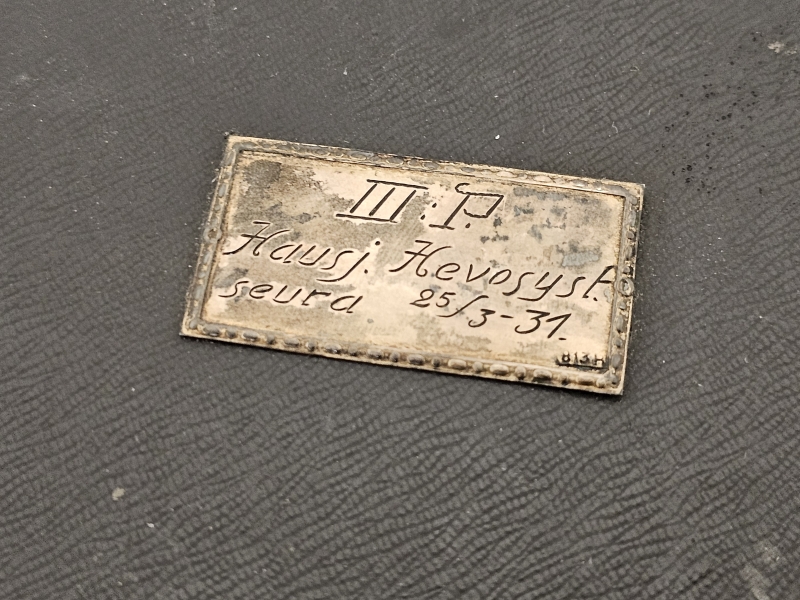 III:P.
Hausj. Hevosyst.
seura 25/3-31.
813H